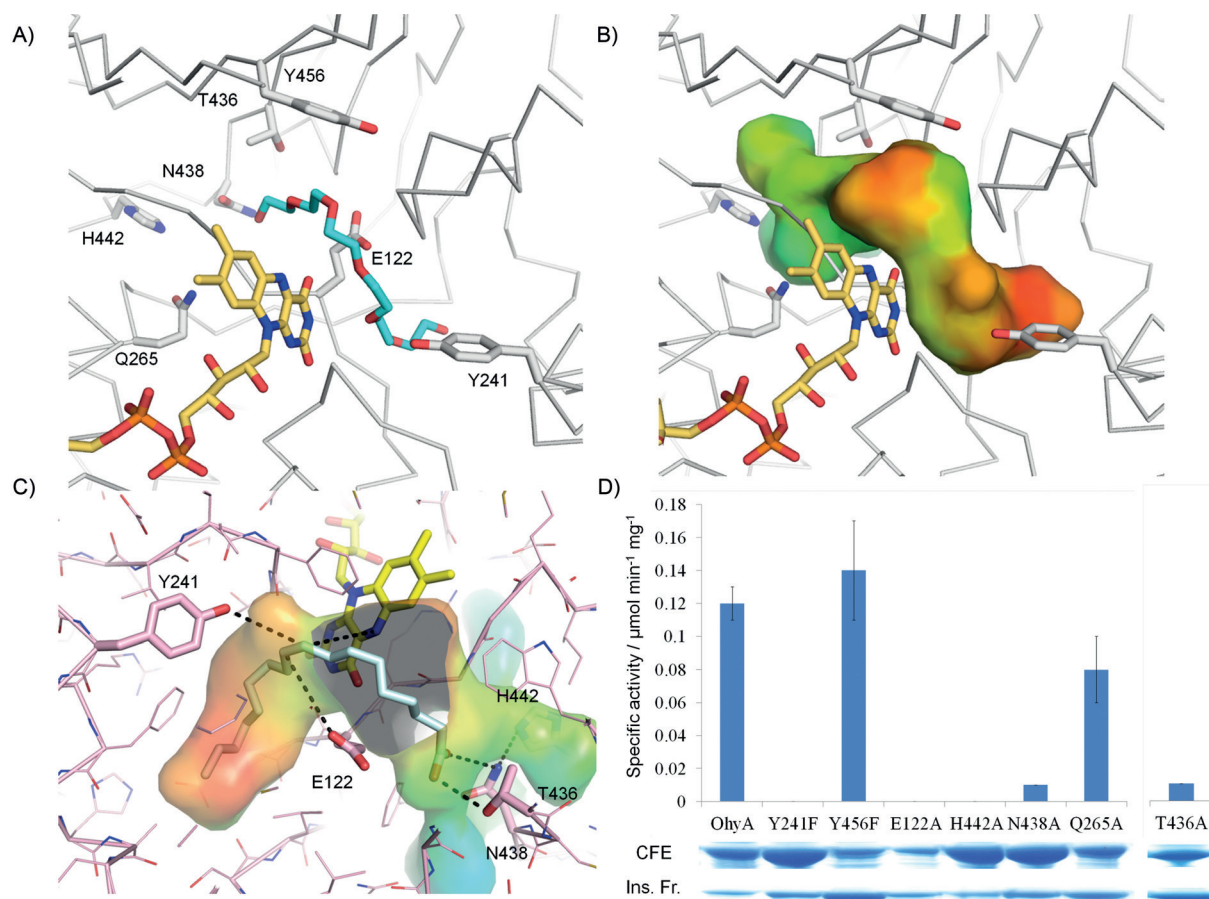 A)
Y456
T436
N438
H442
E122
Q265
Y241
B)
C)
Y241
H442
E122
T436
N438
D)
Specific activity / μmol min⁻¹ mg⁻¹
0.18
0.16
0.14
0.12
0.1
0.08
0.06
0.04
0.02
0
OhyA Y241F Y456F E122A H442A N438A Q265A T436A
CFE
Ins. Fr.